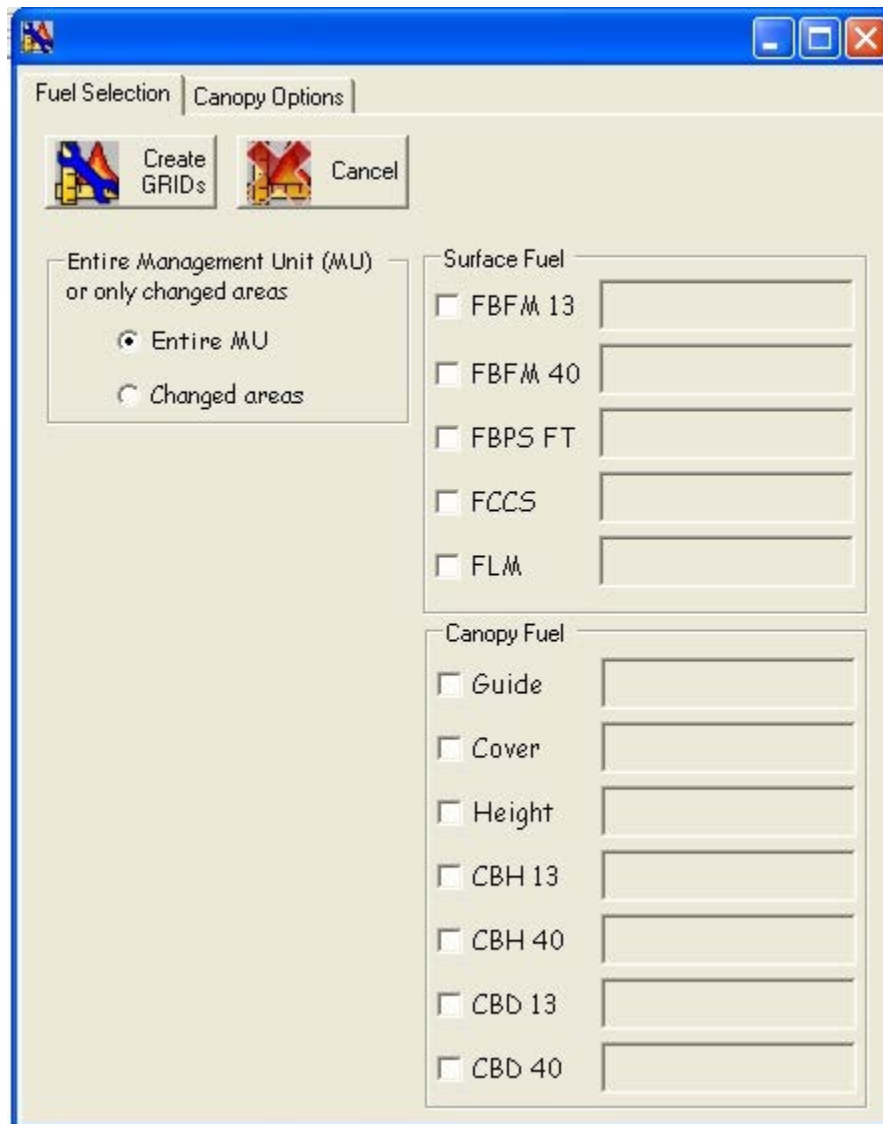 Fuel Selection
Canopy Options
Create
GRIDs
Cancel
Entire Management Unit (MU)
or only changed areas
Entire MU
Changed areas
Surface Fuel
FBFM 13
FBFM 40
FBPS FT
FCCS
FLM
Canopy Fuel
Guide
Cover
Height
CBH 13
CBH 40
CBD 13
CBD 40